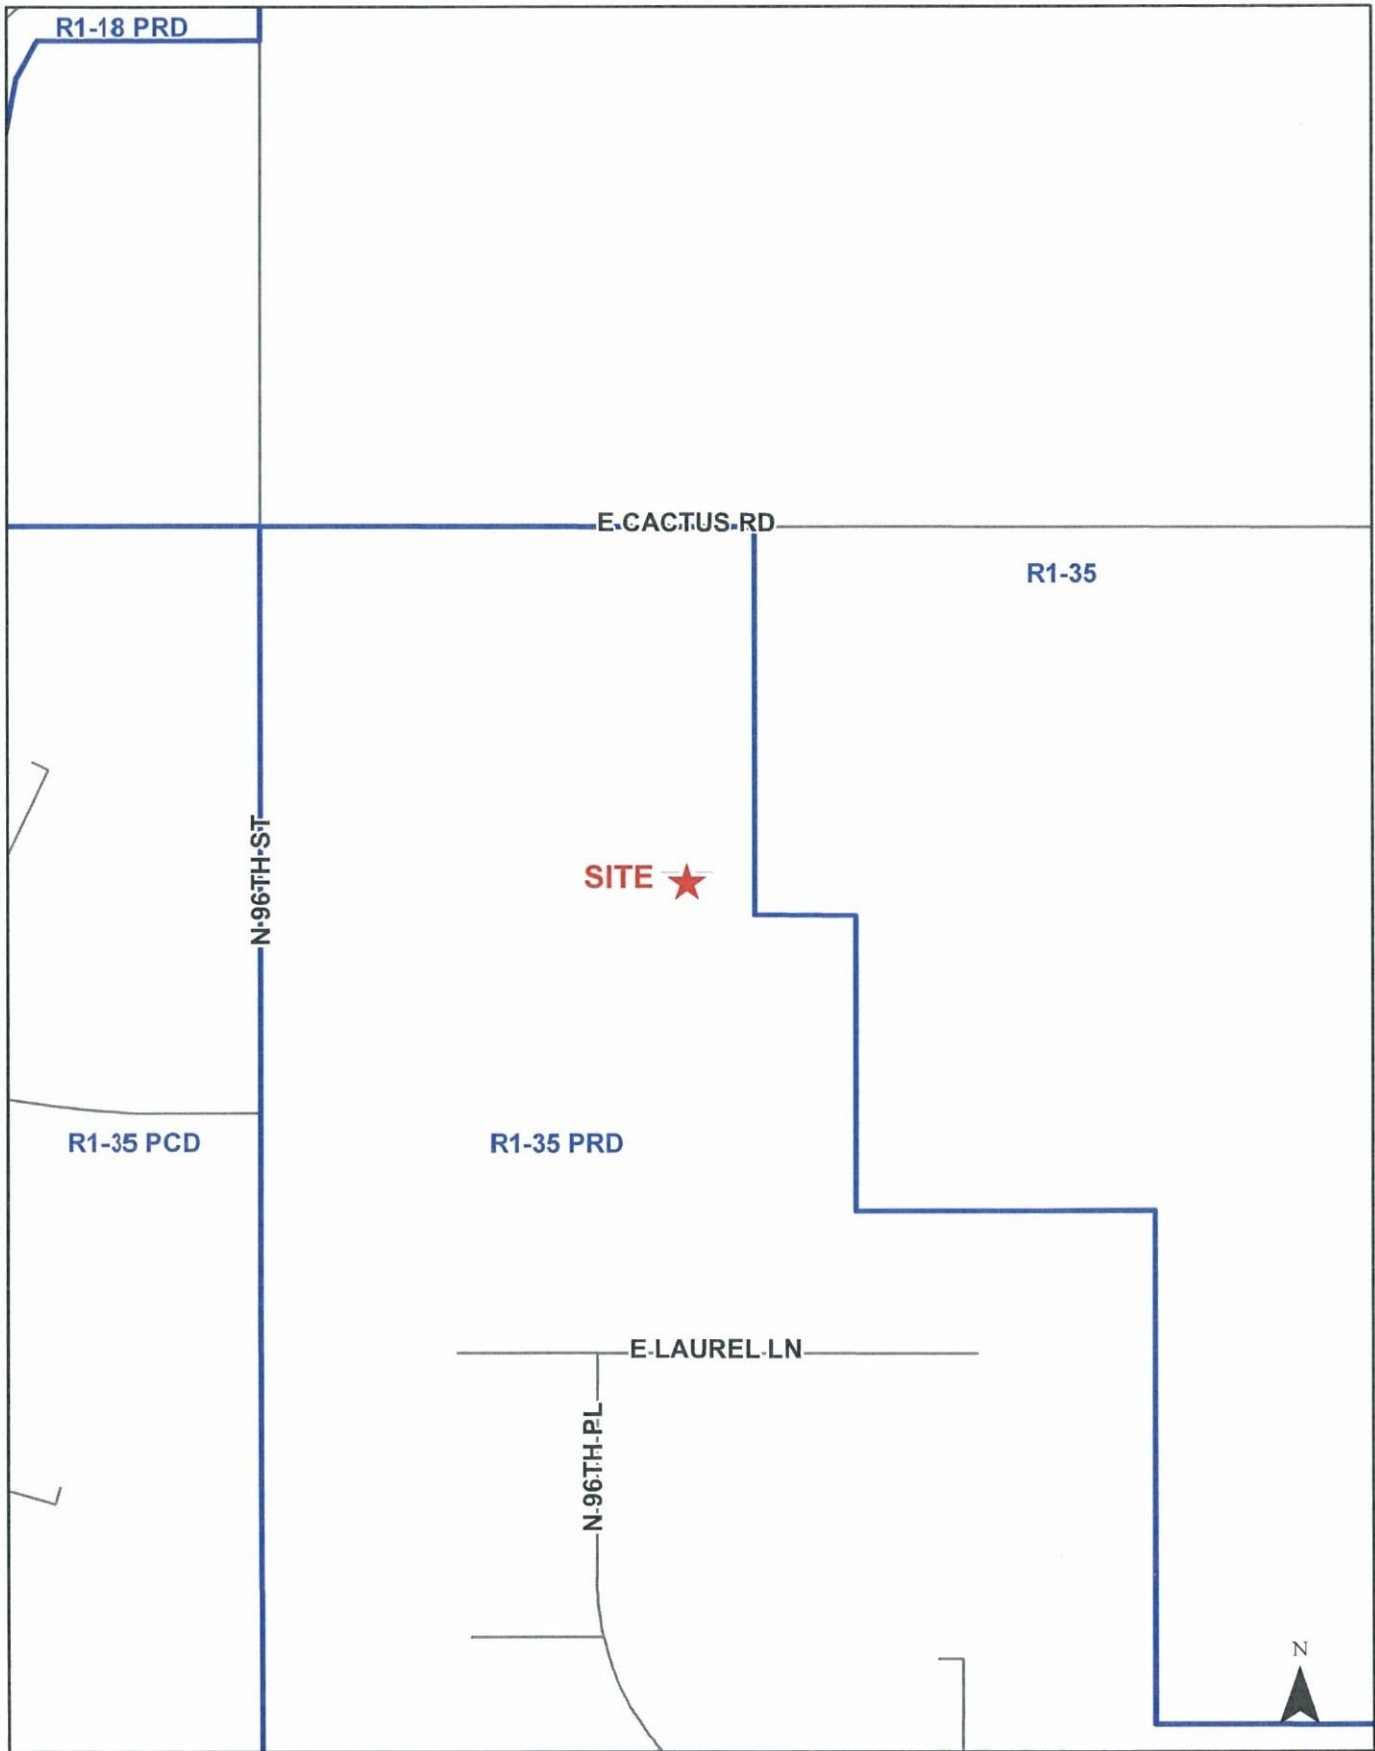 R1-18 PRD
E CACTUS RD
R1-35
N 96TH ST
SITE
R1-35 PCD
R1-35 PRD
E LAUREL LN
N 96TH PL
N